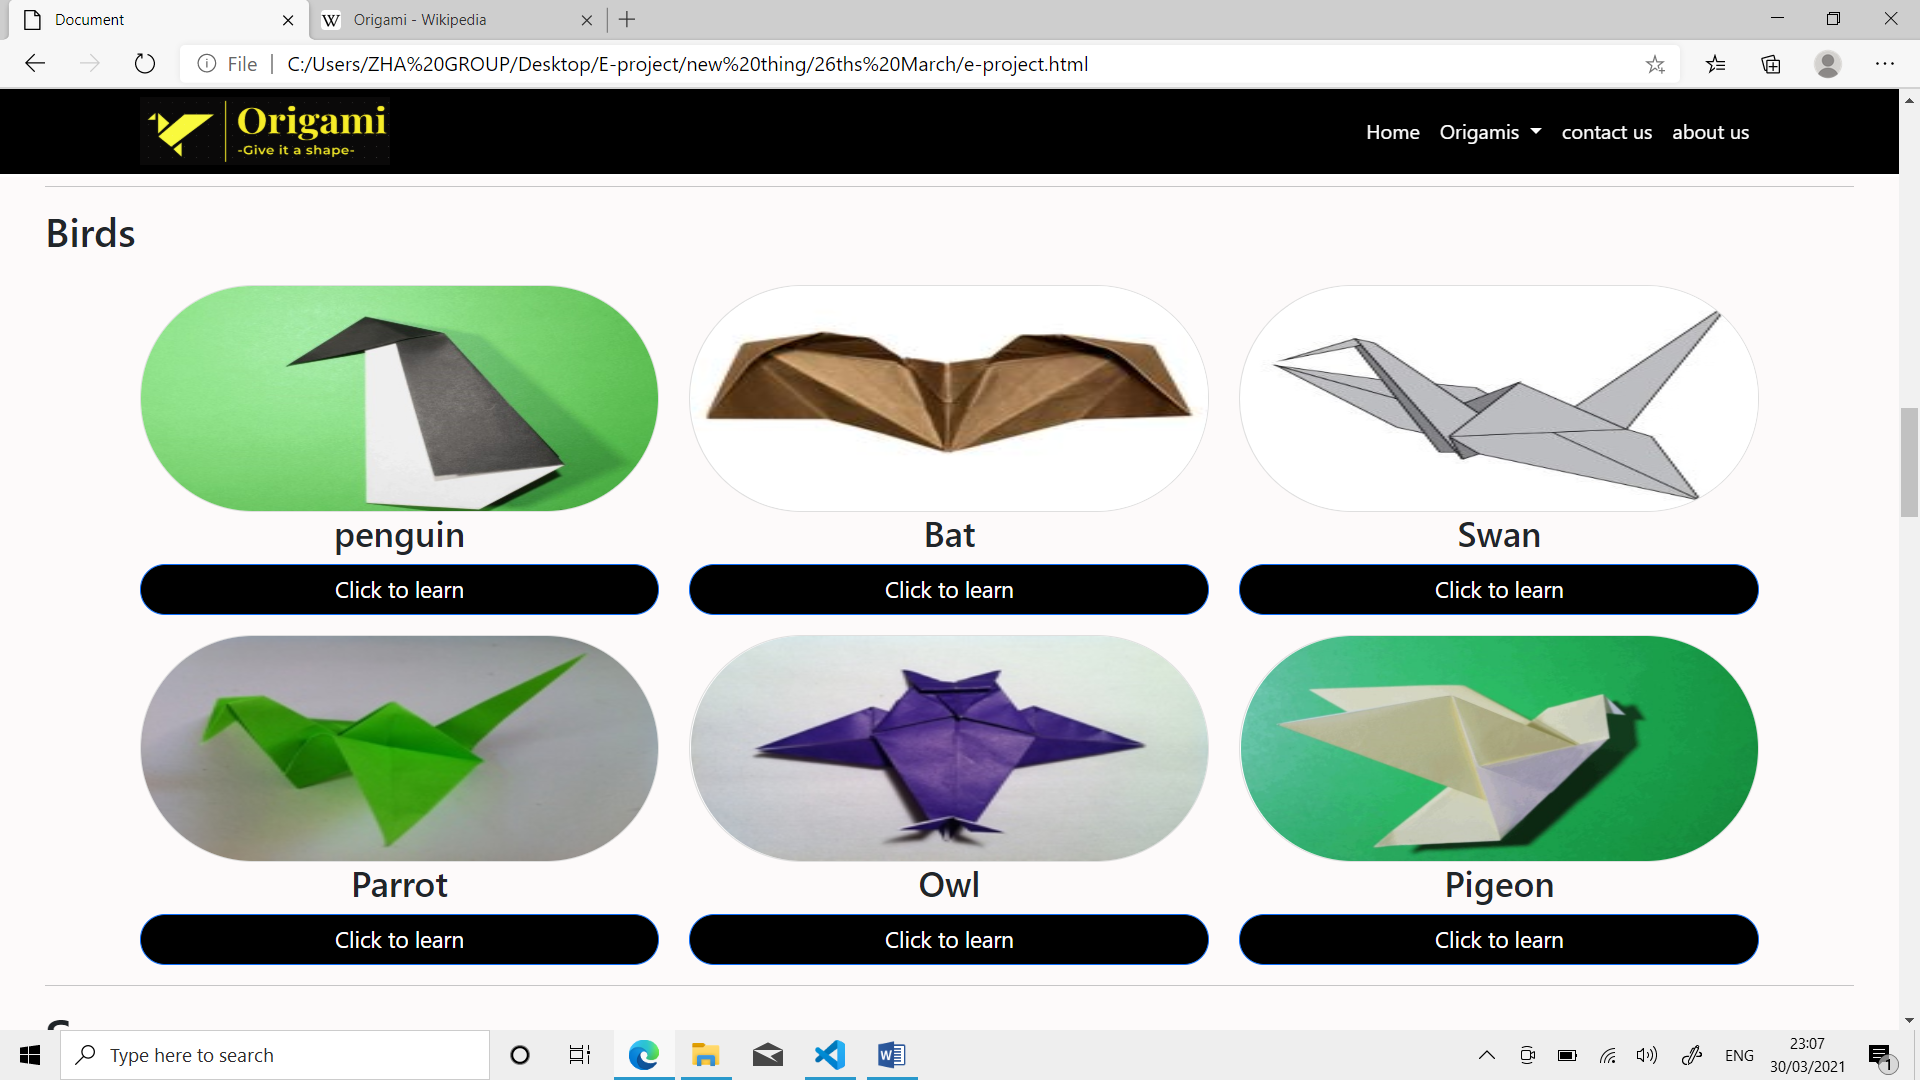 Document
Origami - Wikipedia
File
C:/Users/ZHA%20GROUP/Desktop/E-project/new%20thing/26ths%20March/e-project.html
Origami
-Give it a shape-
Home Origamis contact us about us
Birds
penguin Bat Swan
Click to learn Click to learn Click to learn
Parrot Owl Pigeon
Click to learn Click to learn Click to learn
Type here to search
ENG
23:07
30/03/2021
1